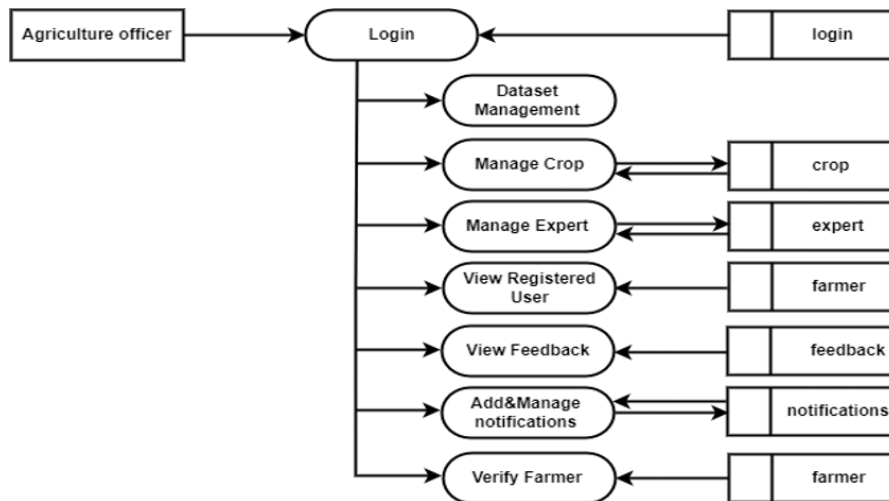 Agriculture officer
Login
login
Dataset
Management
Manage Crop
crop
Manage Expert
expert
View Registered
User
farmer
View Feedback
feedback
Add&Manage
notifications
notifications
Verify Farmer
farmer